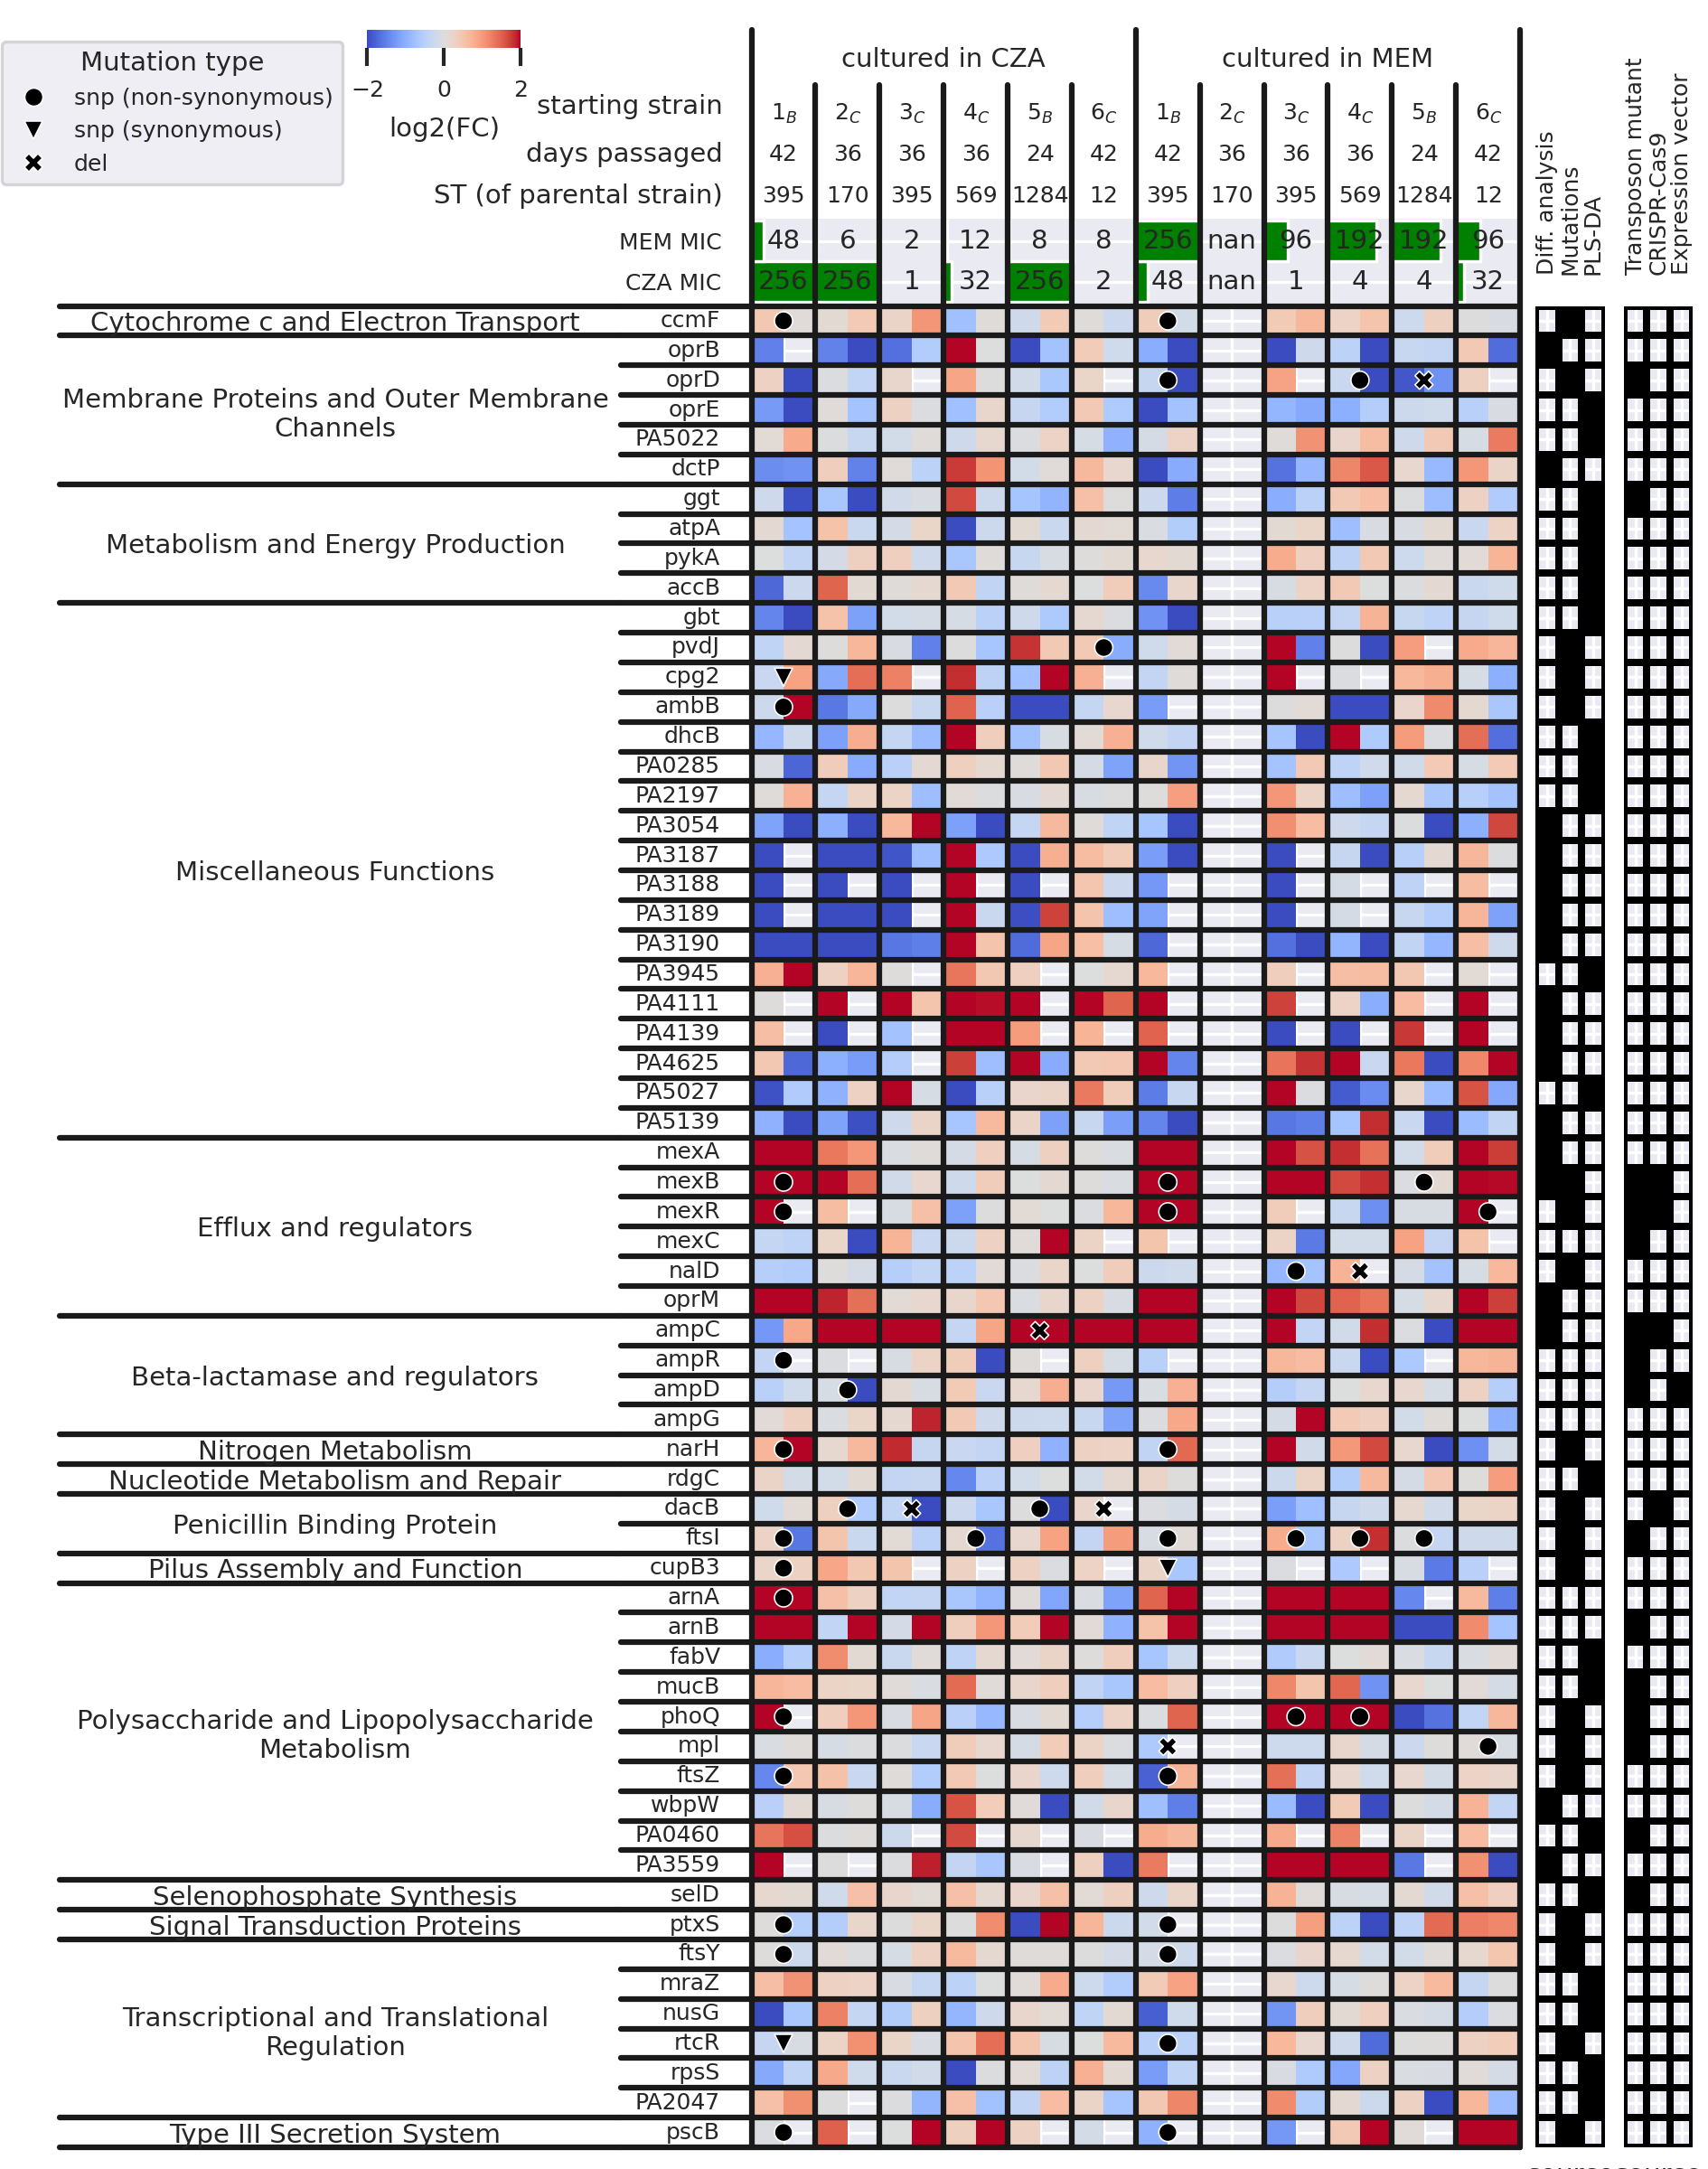 Mutation type
snp (non-synonymous)
snp (synonymous)
del
−2 0 2
log2(FC)
cultured in CZA cultured in MEM
starting strain 1B 2C 3C 4C 5B 6C 1B 2C 3C 4C 5B 6C
days passaged 42 36 36 36 24 42 42 36 36 36 24 42
ST (of parental strain) 395 170 395 569 1284 12 395 170 395 569 1284 12
MEM MIC 48 6 2 12 8 8 256 nan 96 192 192 96
CZA MIC 256 256 1 32 256 2 48 nan 1 4 4 32
Diff. analysis
Mutations
PLS-DA
Transposon mutant
CRISPR-Cas9
Expression vector
Cytochrome c and Electron Transport ccmF
oprB
oprD
Membrane Proteins and Outer Membrane
Channels
oprE
PA5022
dctP
ggt
atpA
Metabolism and Energy Production
pykA
accB
gbt
pvdJ
cpg2
ambB
dhcB
PA0285
PA2197
PA3054
PA3187
Miscellaneous Functions
PA3188
PA3189
PA3190
PA3945
PA4111
PA4139
PA4625
PA5027
PA5139
mexA
mexB
mexR
Efflux and regulators
mexC
nalD
oprM
ampC
ampR
Beta-lactamase and regulators
ampD
ampG
Nitrogen Metabolism narH
Nucleotide Metabolism and Repair rdgC
dacB
Penicillin Binding Protein
ftsI
Pilus Assembly and Function cupB3
arnA
arnB
fabV
mucB
phoQ
Polysaccharide and Lipopolysaccharide
Metabolism
mpl
ftsZ
wbpW
PA0460
PA3559
Selenophosphate Synthesis selD
Signal Transduction Proteins ptxS
ftsY
mraZ
nusG
Transcriptional and Translational
Regulation
rtcR
rpsS
PA2047
Type III Secretion System pscB